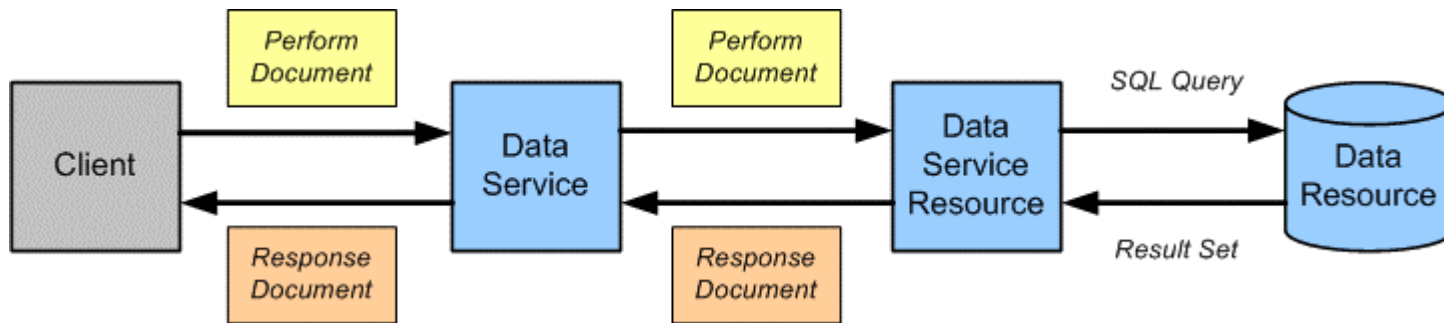 Perform
Document
Perform
Document
SQL Query
Client
Data
Service
Data
Service
Resource
Data
Resource
Response
Document
Response
Document
Result Set